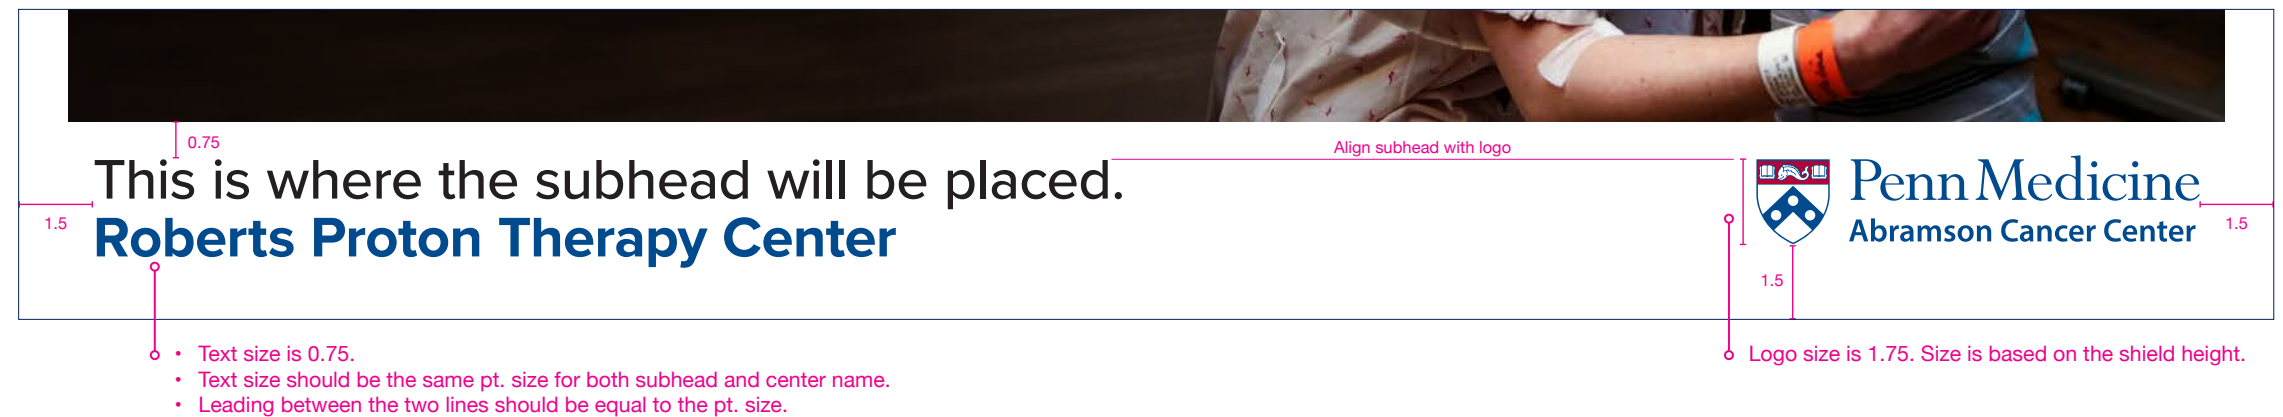 0.75
Align subhead with logo
This is where the subhead will be placed.
Penn Medicine
1.5
Roberts Proton Therapy Center
Abramson Cancer Center
1.5
1.5
• Text size is 0.75.
• Text size should be the same pt. size for both subhead and center name.
• Leading between the two lines should be equal to the pt. size.
Logo size is 1.75. Size is based on the shield height.